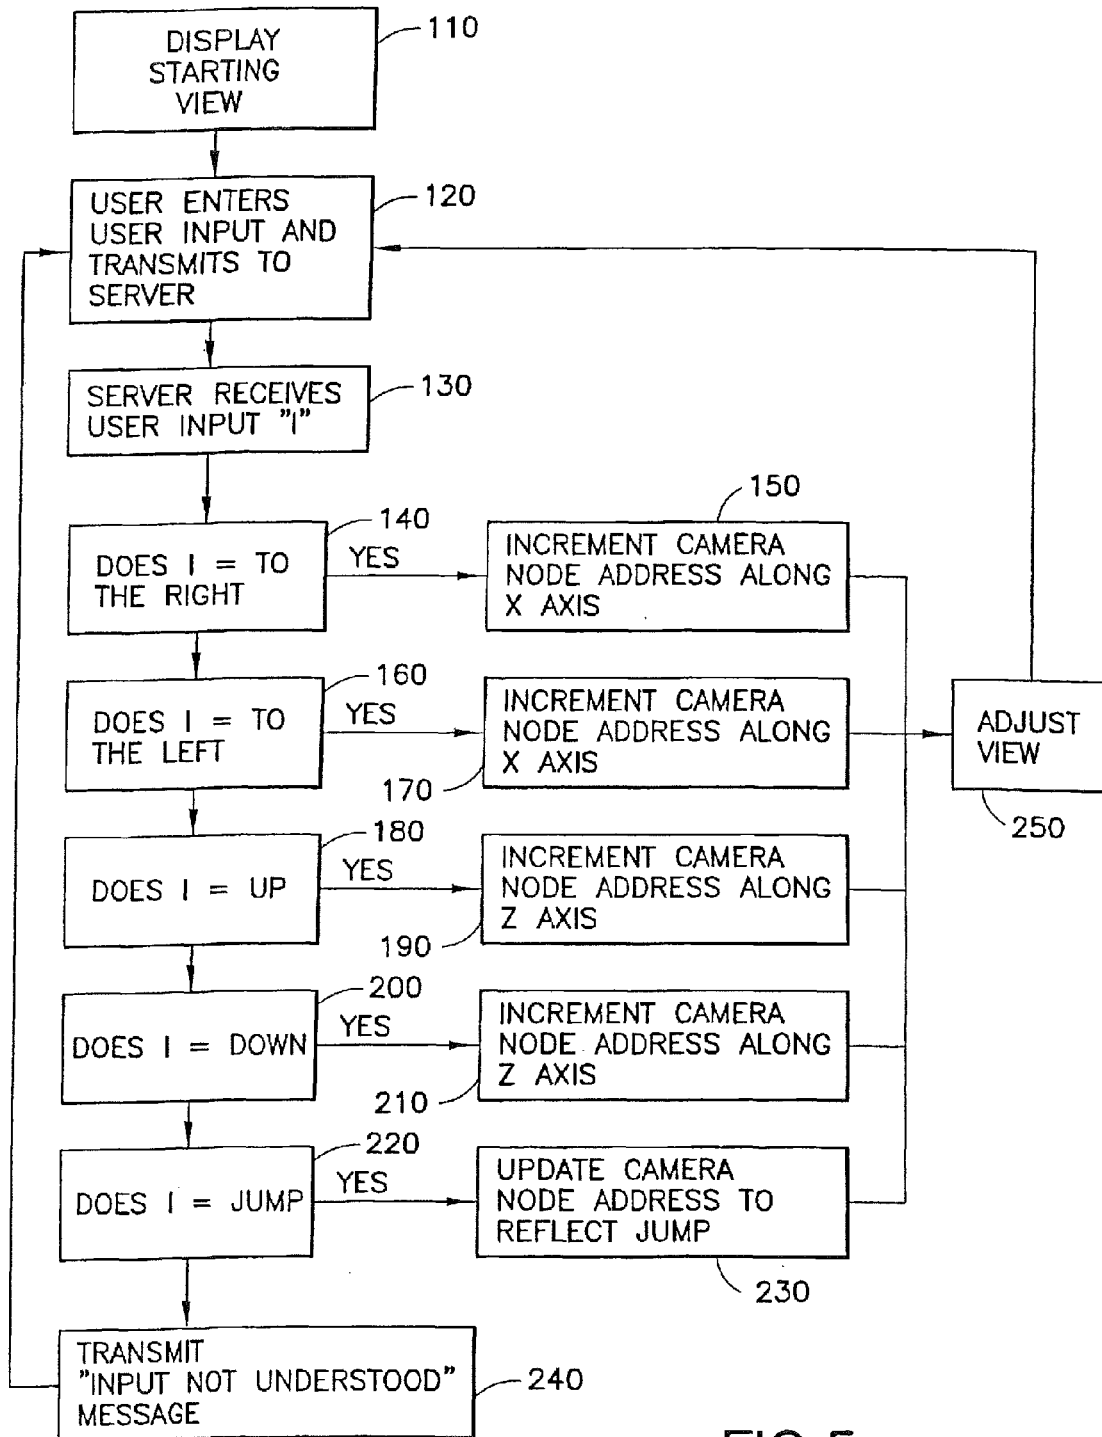 DISPLAY
STARTING
VIEW
110
USER ENTERS
USER INPUT AND
TRANSMITS TO
SERVER
120
SERVER RECEIVES
USER INPUT "I"
130
DOES I = TO
THE RIGHT
140
YES
INCREMENT CAMERA
NODE ADDRESS ALONG
X AXIS
150
DOES I = TO
THE LEFT
160
YES
INCREMENT CAMERA
NODE ADDRESS ALONG
X AXIS
170
ADJUST
VIEW
250
DOES I = UP
180
YES
INCREMENT CAMERA
NODE ADDRESS ALONG
Z AXIS
190
DOES I = DOWN
200
YES
INCREMENT CAMERA
NODE ADDRESS ALONG
Z AXIS
210
DOES I = JUMP
220
YES
UPDATE CAMERA
NODE ADDRESS TO
REFLECT JUMP
230
TRANSMIT
"INPUT NOT UNDERSTOOD"
MESSAGE
240